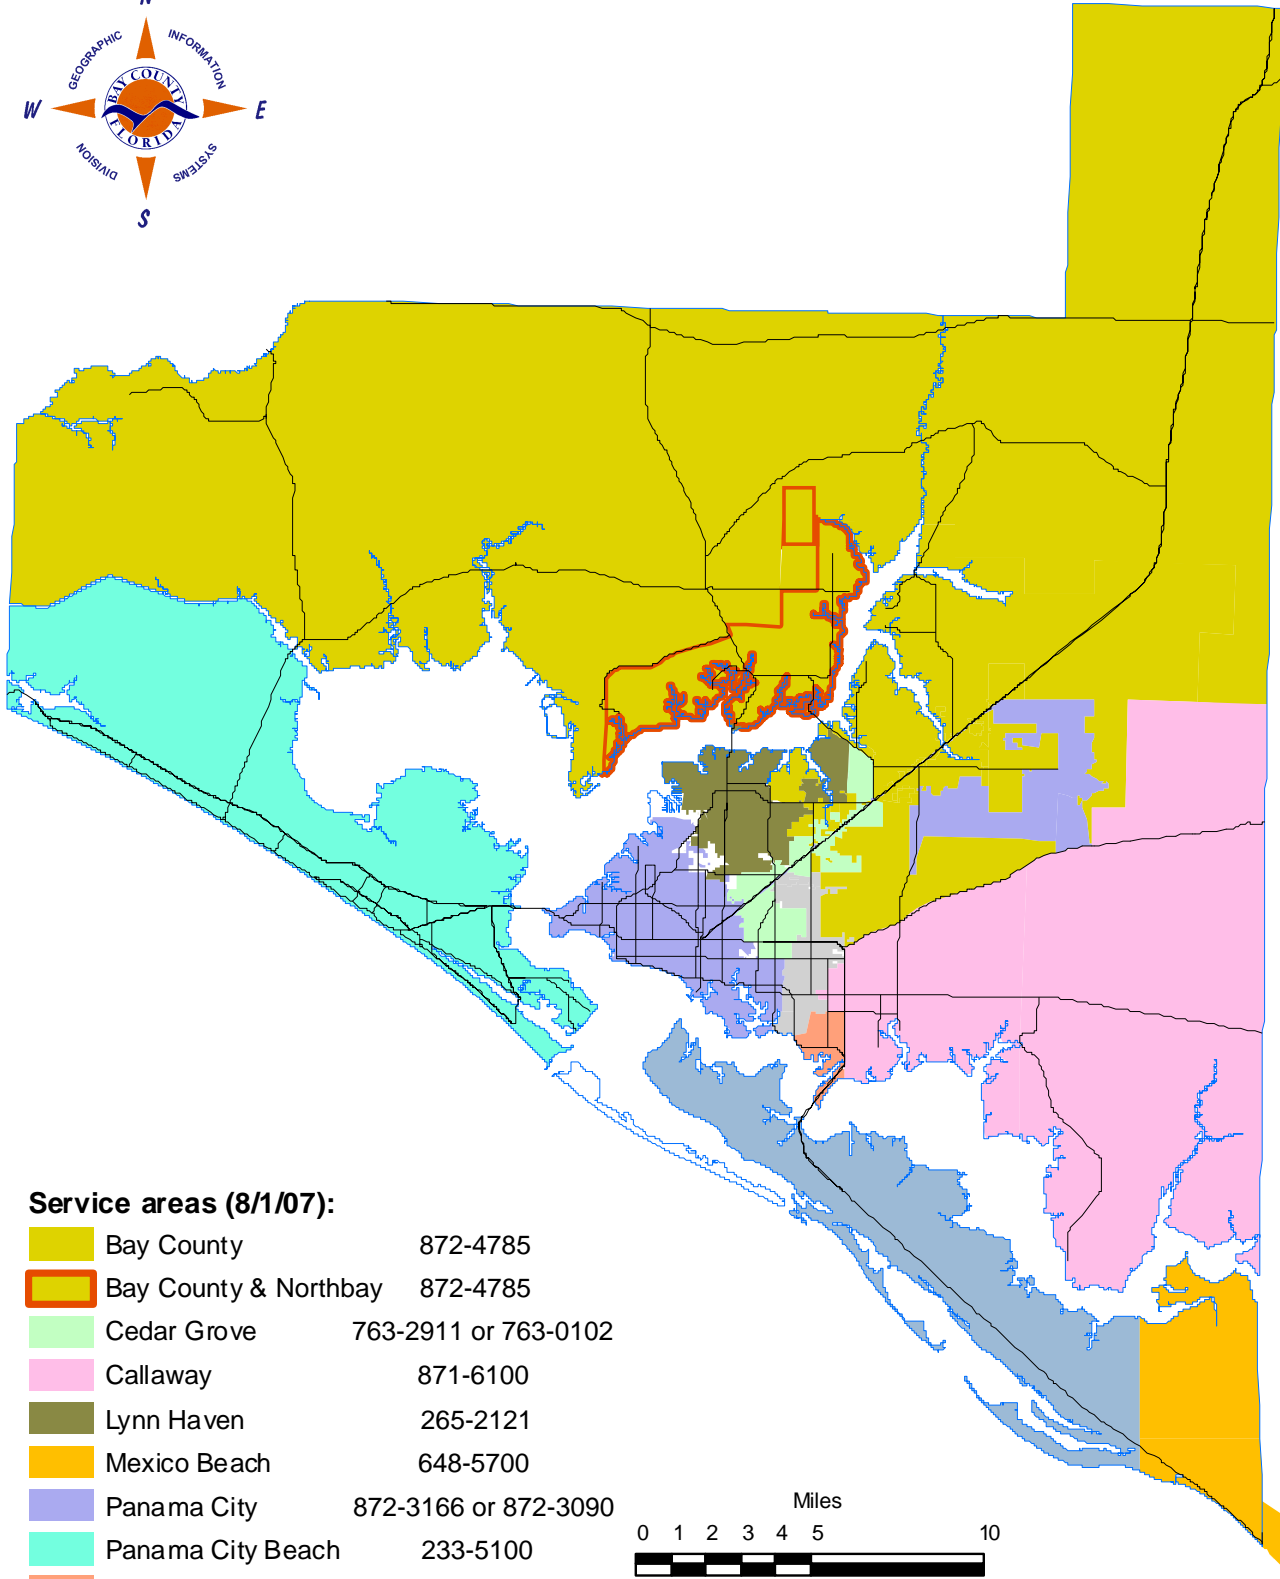 N
GEOGRAPHIC INFORMATION
W E
BAY COUNTY
FLORIDA
DIVISION SYSTEMS
S
Service areas (8/1/07):
Bay County 872-4785
Bay County & Northbay 872-4785
Cedar Grove 763-2911 or 763-0102
Callaway 871-6100
Lynn Haven 265-2121
Mexico Beach 648-5700
Panama City 872-3166 or 872-3090
Panama City Beach 233-5100
Miles
0 1 2 3 4 5 10